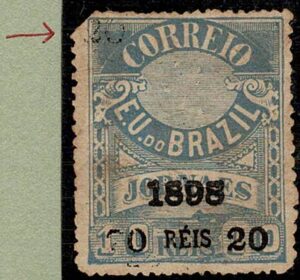 CORREIO
E.U. DO BRAZIL
JORNAES
1898
20 RÉIS 20